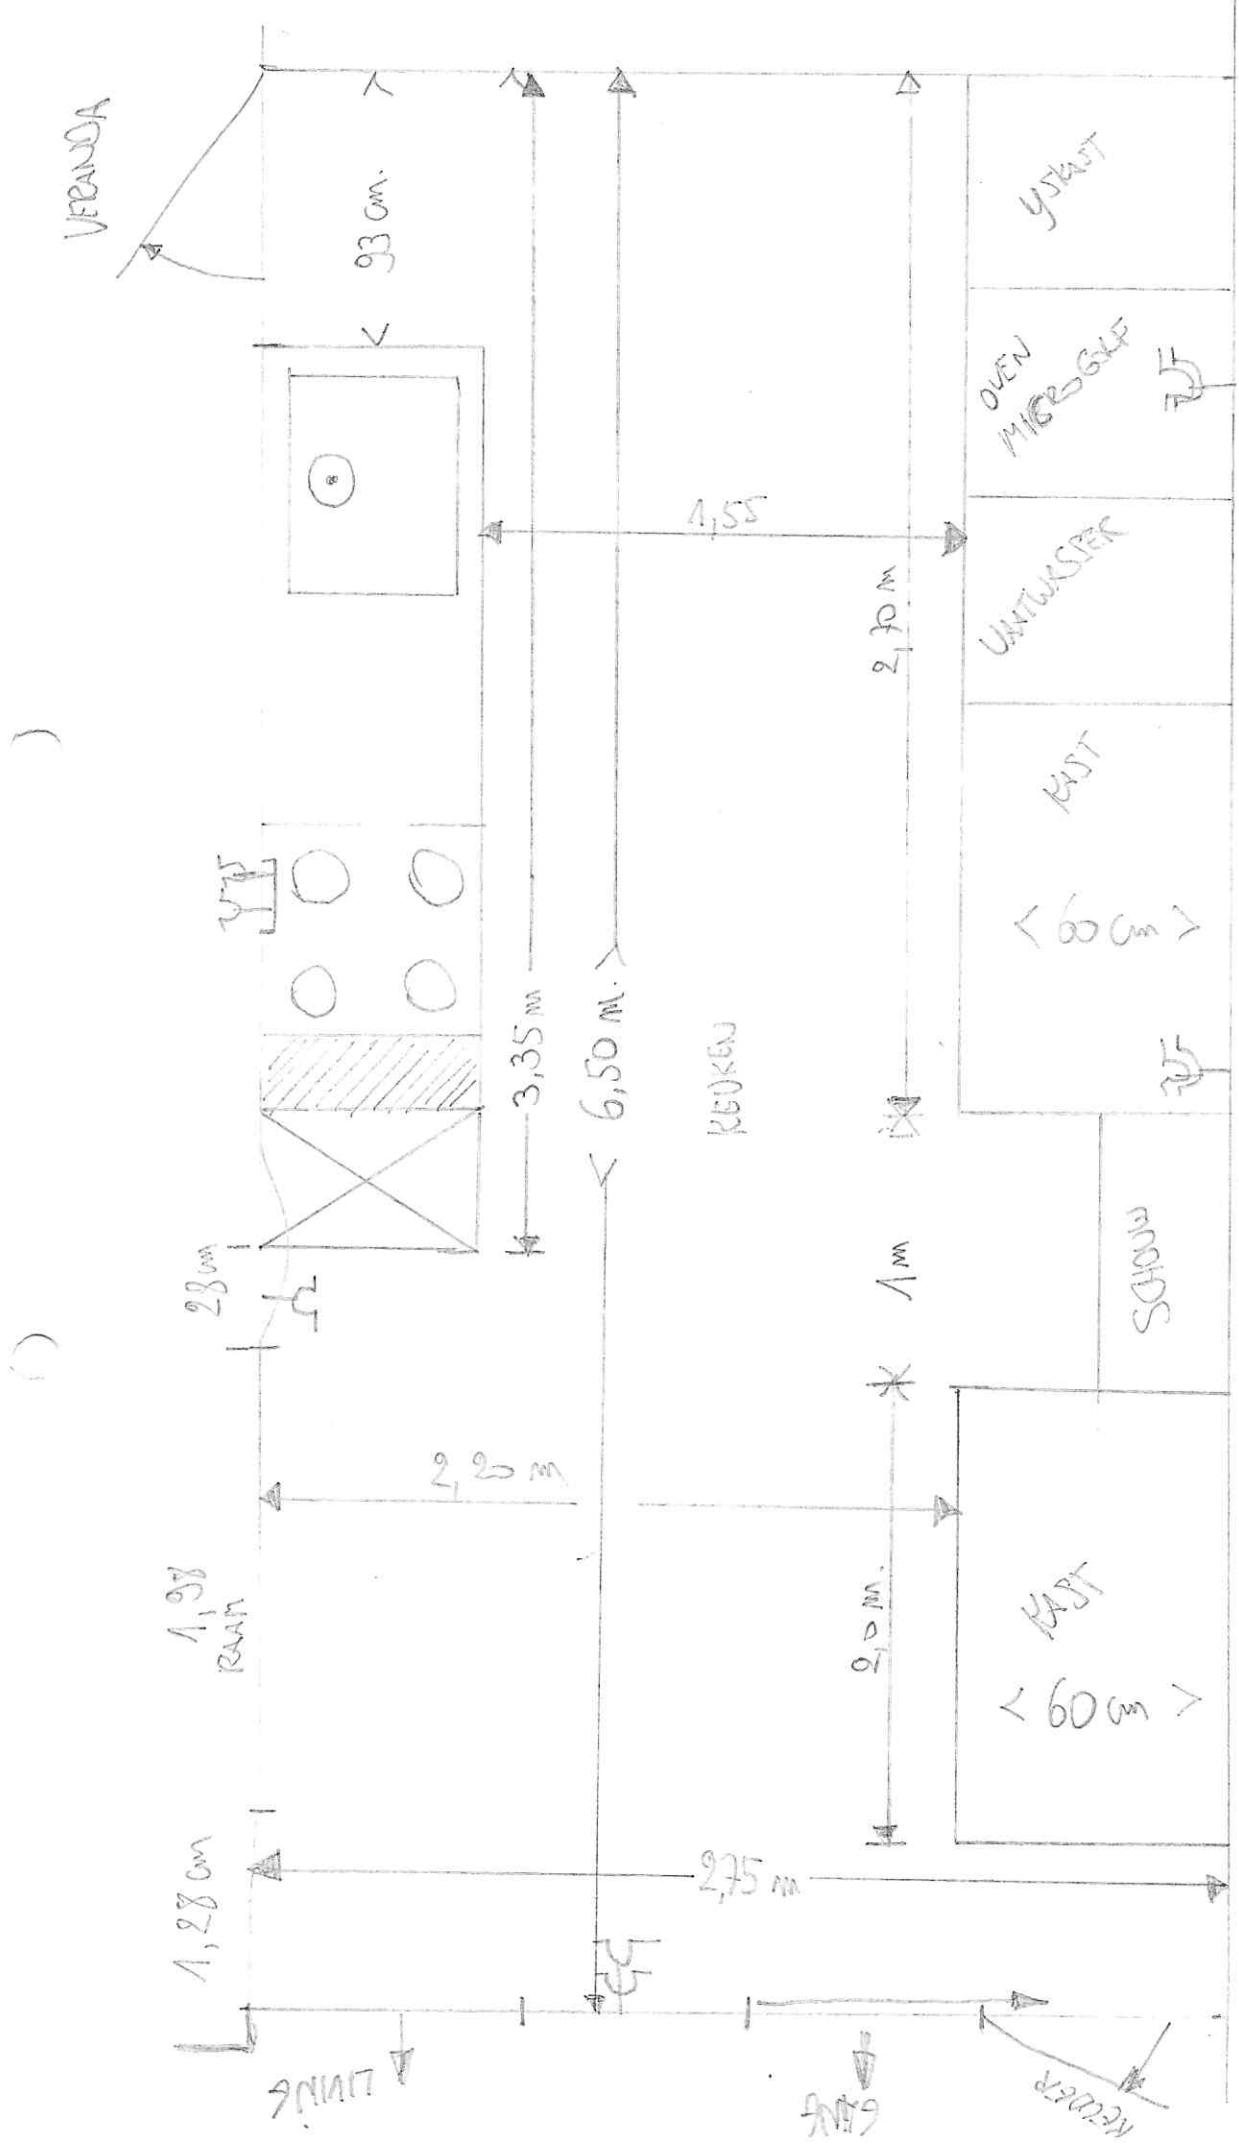 VERANDA
93 cm.
YSKAST
OVEN
MICROGOLF
1,55
2,70 m
KAST
< 60 cm >
3,35 m
< 6,50 m. >
KEUKEN
28 cm
1 m
SCHOUW
2,20 m
1,98
RAAM
2,0 m.
KAST
< 60 cm >
1,28 cm
2,75 m
LIVING
GANG
KELDER